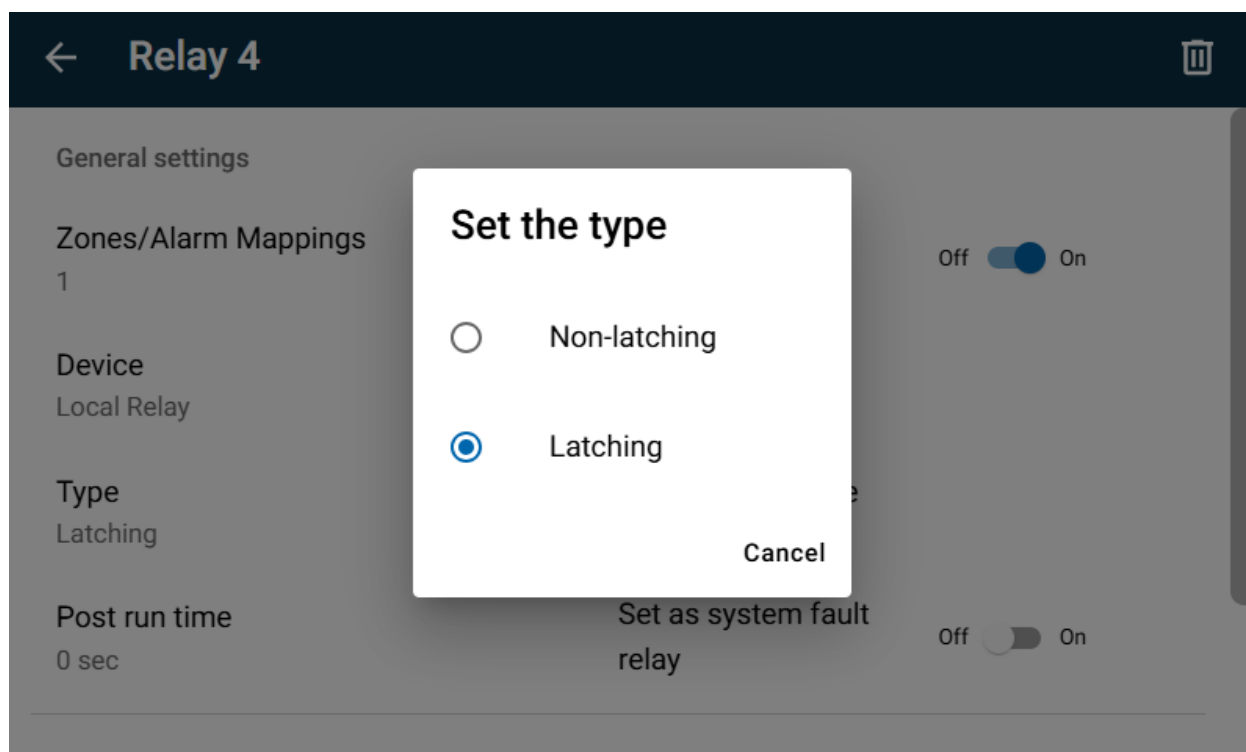 Relay 4
General settings
Zones/Alarm Mappings
1
Off On
Device
Local Relay
Type
Latching
Post run time
0 sec
Set as system fault
relay
Off On
Set the type
Non-latching
Latching
Cancel